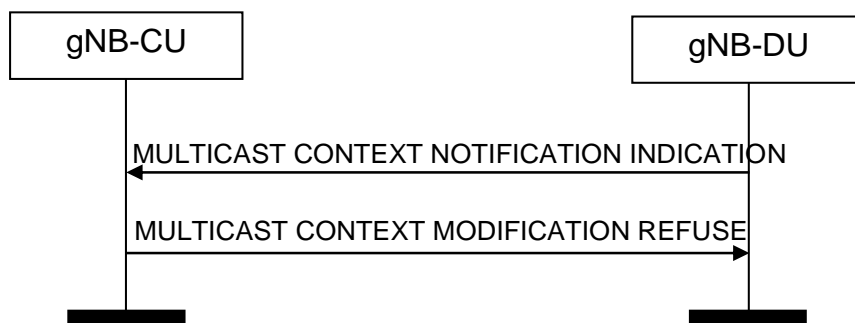 gNB-CU
gNB-DU
MULTICAST CONTEXT NOTIFICATION INDICATION
MULTICAST CONTEXT MODIFICATION REFUSE